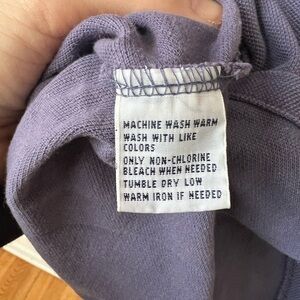 MACHINE WASH WARM
WASH WITH LIKE
COLORS
ONLY NON-CHLORINE
BLEACH WHEN NEEDED
TUMBLE DRY LOW
WARM IRON IF NEEDED